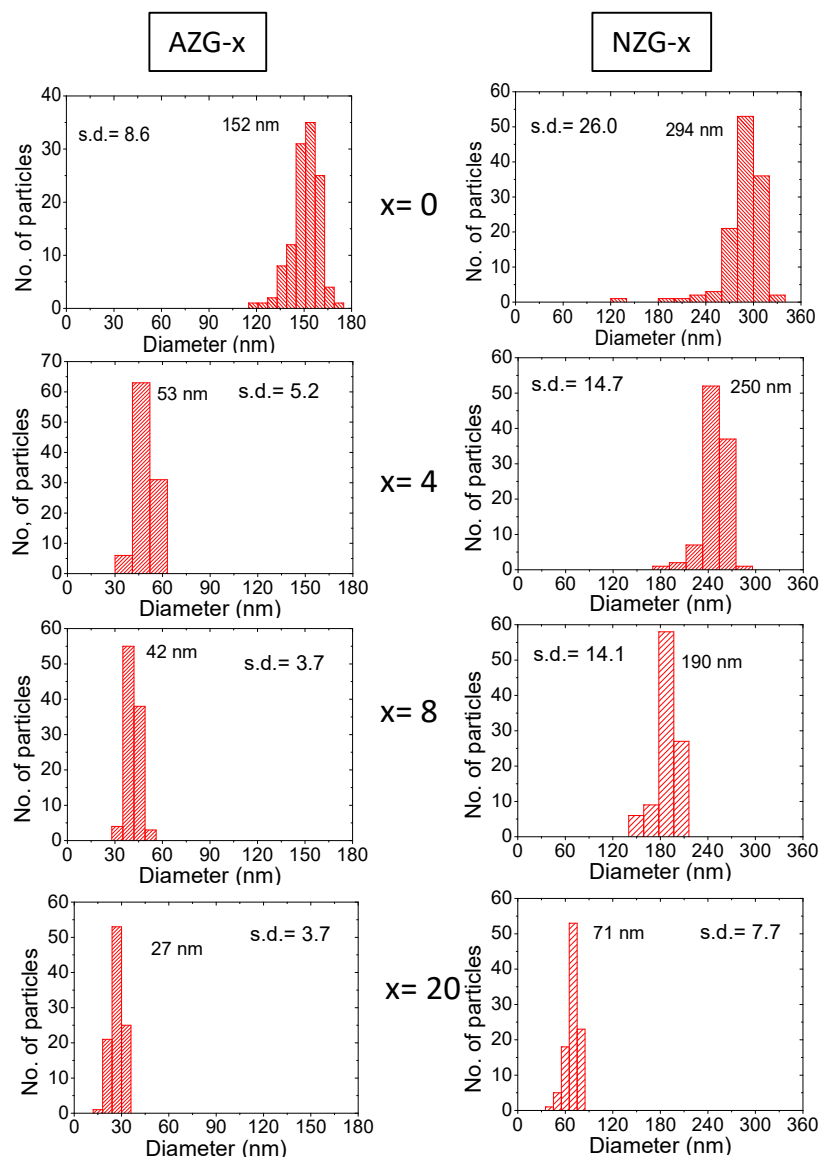 AZG-x
NZG-x
40
30
20
10
0
No. of particles
s.d.= 8.6
152 nm
0 30 60 90 120 150 180
Diameter (nm)
x= 0
60
50
40
30
20
10
0
No. of particles
s.d.= 26.0
294 nm
0 60 120 180 240 300 360
Diameter (nm)
70
60
50
40
30
20
10
0
No, of particles
53 nm
s.d.= 5.2
0 30 60 90 120 150 180
Diameter (nm)
x= 4
60
50
40
30
20
10
0
No. of particles
s.d.= 14.7
250 nm
0 60 120 180 240 300 360
Diameter (nm)
60
50
40
30
20
10
0
No. of particles
42 nm
s.d.= 3.7
0 30 60 90 120 150 180
Diameter (nm)
x= 8
60
50
40
30
20
10
0
No. of particles
s.d.= 14.1
190 nm
0 60 120 180 240 300 360
Diameter (nm)
60
50
40
30
20
10
0
No. of particles
27 nm
s.d.= 3.7
0 30 60 90 120 150 180
Diameter (nm)
x= 20
60
50
40
30
20
10
0
No. of particles
71 nm
s.d.= 7.7
0 60 120 180 240 300 360
Diameter (nm)